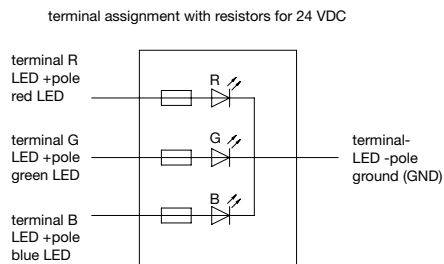 terminal assignment with resistors for 24 VDC
terminal R
LED +pole
red LED
R
terminal G
LED +pole
green LED
G
terminal-
LED -pole
ground (GND)
terminal B
LED +pole
blue LED
B